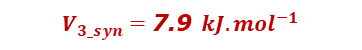 V₃_syn = 7.9 kJ.mol⁻¹